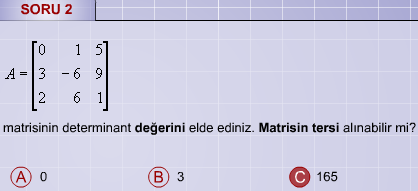 SORU 2
0 1 5
A = 3 -6 9
2 6 1
matrisinin determinant değerini elde ediniz. Matrisin tersi alınabilir mi?
A 0 B 3 C 165